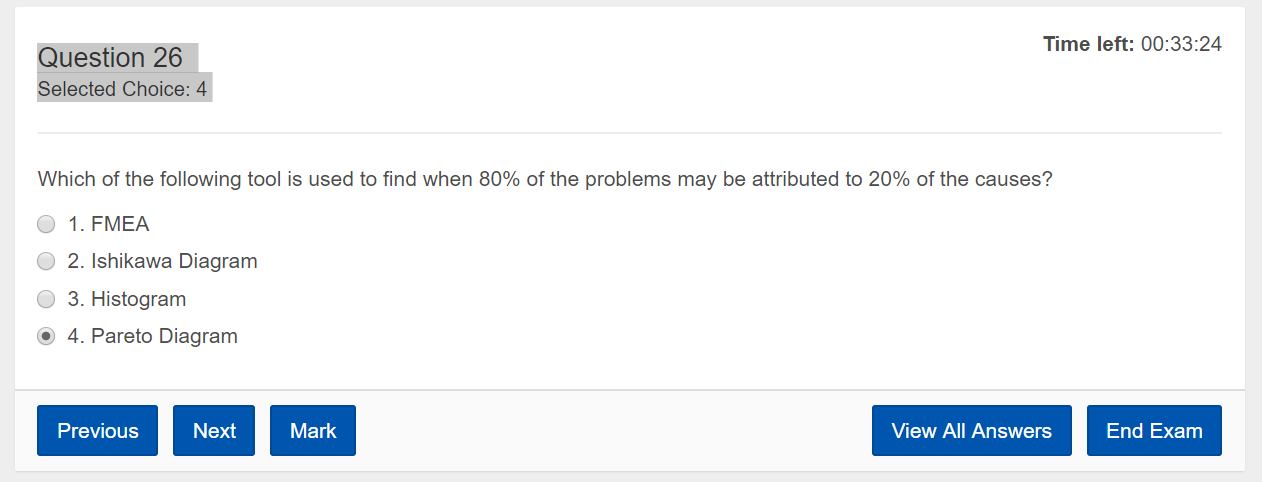 Question 26
Time left: 00:33:24
Selected Choice: 4
Which of the following tool is used to find when 80% of the problems may be attributed to 20% of the causes?
1. FMEA
2. Ishikawa Diagram
3. Histogram
4. Pareto Diagram
Previous Next Mark View All Answers End Exam